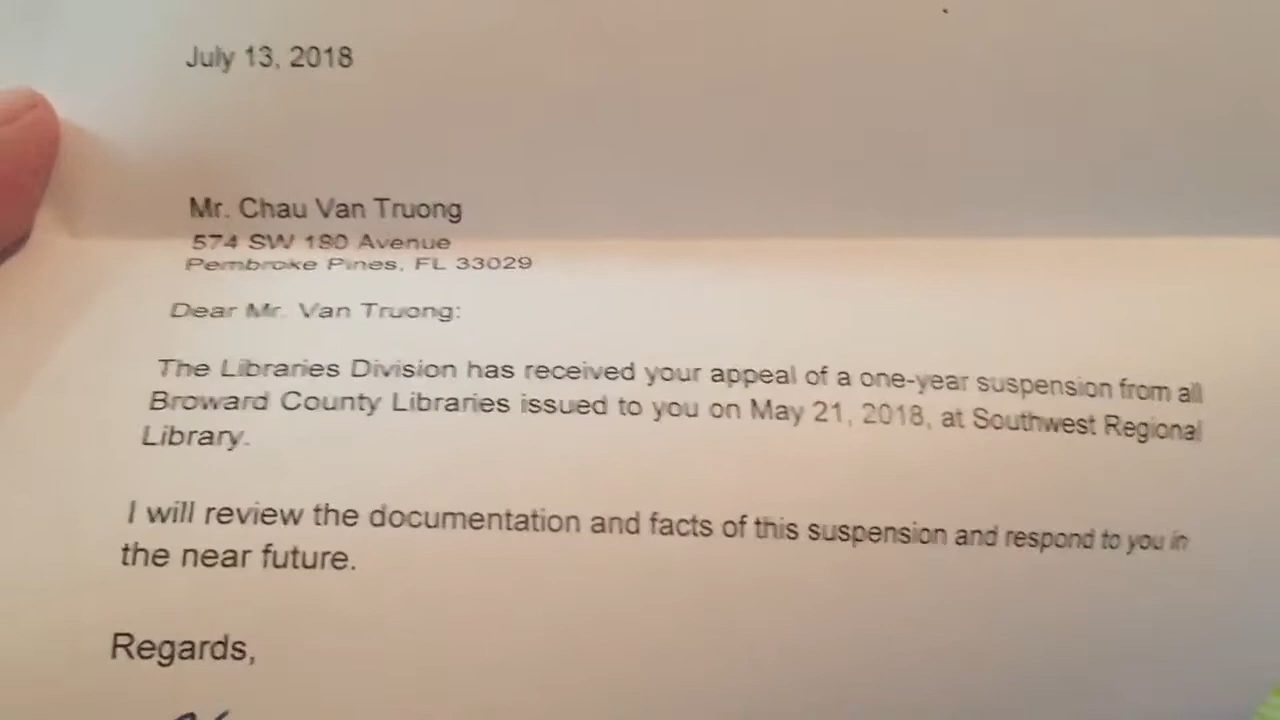 July 13, 2018
Mr. Chau Van Truong
574 SW 180 Avenue
Pembroke Pines, FL 33029
Dear Mr. Van Truong:
The Libraries Division has received your appeal of a one-year suspension from all
Broward County Libraries issued to you on May 21, 2018, at Southwest Regional
Library.
I will review the documentation and facts of this suspension and respond to you in
the near future.
Regards,